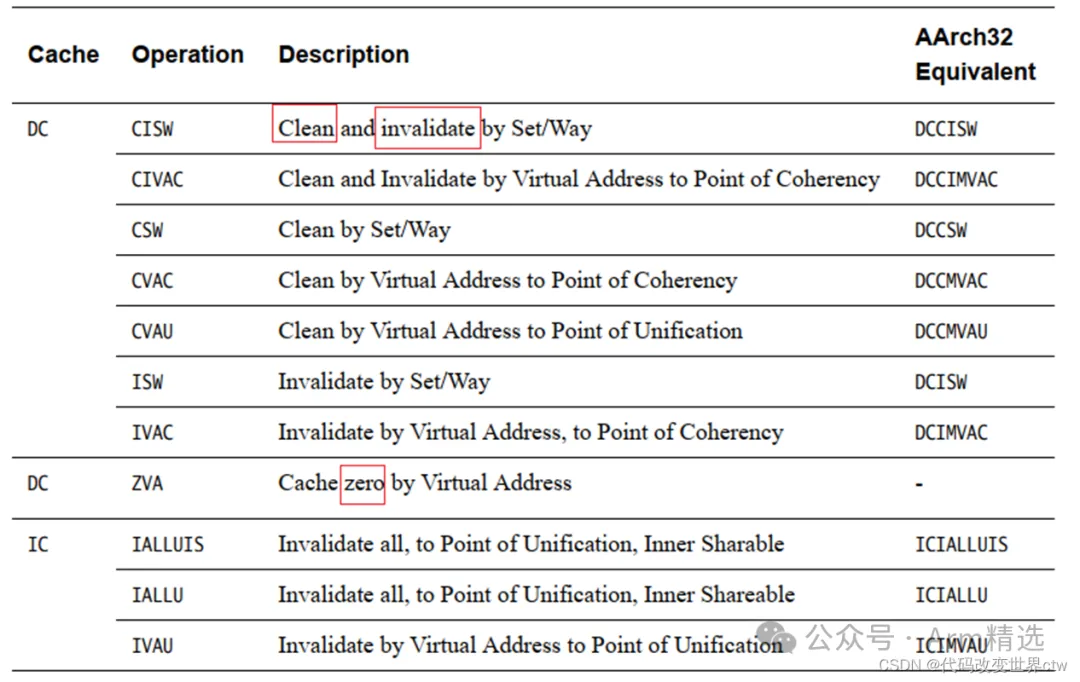 Cache Operation Description AArch32 Equivalent
DC CISW Clean and invalidate by Set/Way DCCISW
CIVAC Clean and Invalidate by Virtual Address to Point of Coherency DCCIMVAC
CSW Clean by Set/Way DCCSW
CVAC Clean by Virtual Address to Point of Coherency DCCMVAC
CVAU Clean by Virtual Address to Point of Unification DCCMVAU
ISW Invalidate by Set/Way DCISW
IVAC Invalidate by Virtual Address, to Point of Coherency DCIMVAC
DC ZVA Cache zero by Virtual Address -
IC IALLUIS Invalidate all, to Point of Unification, Inner Sharable ICIALLUIS
IALLU Invalidate all, to Point of Unification, Inner Shareable ICIALLU
IVAU Invalidate by Virtual Address to Point of Unification ICIMVAU
公众号 · Arm精选
CSDN @代码改变世界ctw